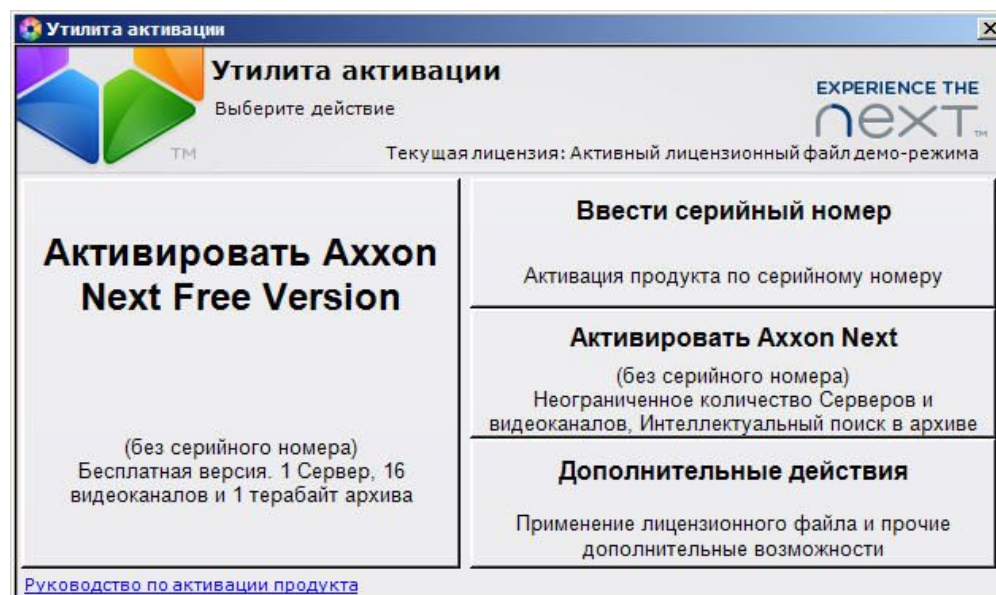 Утилита активации
Утилита активации
Выберите действие
EXPERIENCE THE
next™
TM
Текущая лицензия: Активный лицензионный файл демо-режима
Активировать Axxon
Next Free Version
(без серийного номера)
Бесплатная версия. 1 Сервер, 16
видеоканалов и 1 терабайт архива
Ввести серийный номер
Активация продукта по серийному номеру
Активировать Axxon Next
(без серийного номера)
Неограниченное количество Серверов и
видеоканалов, Интеллектуальный поиск в архиве
Дополнительные действия
Применение лицензионного файла и прочие
дополнительные возможности
Руководство по активации продукта